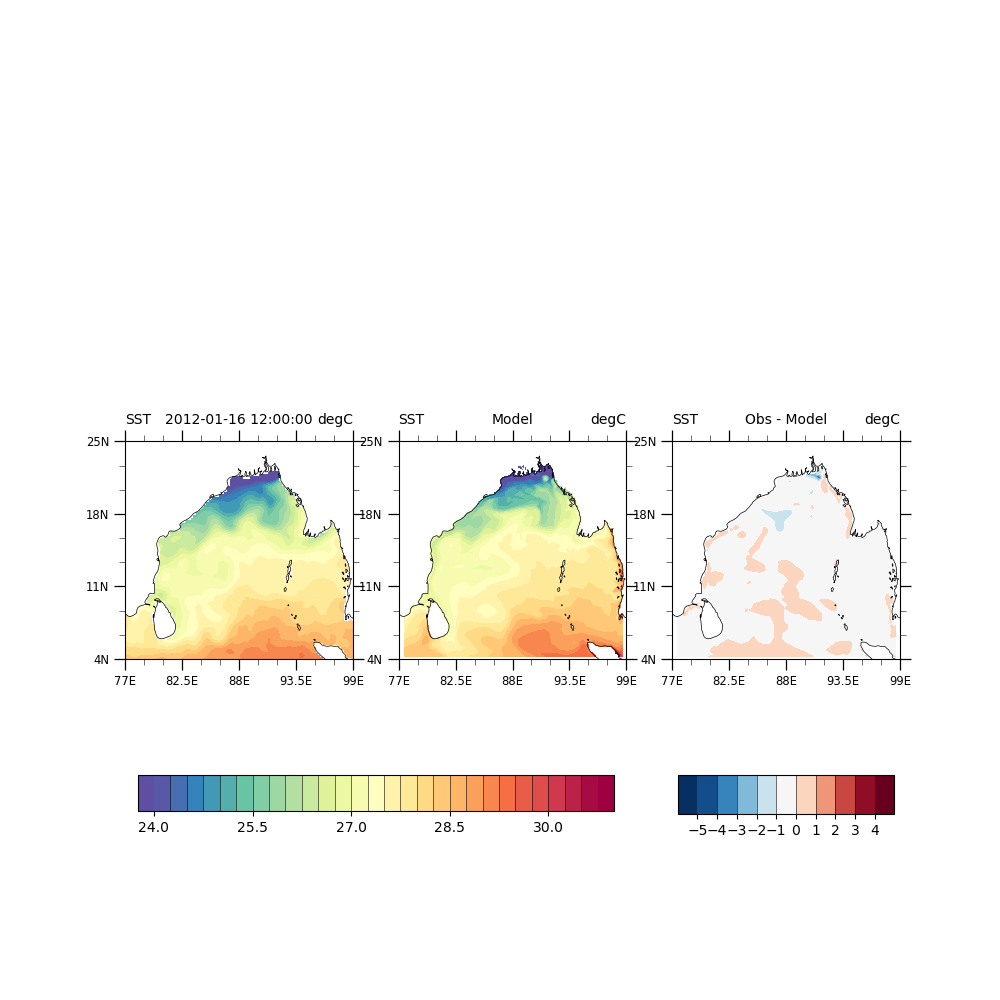 SST 2012-01-16 12:00:00 degC
SST Model degC
SST Obs - Model degC
25N
18N
11N
4N
77E 82.5E 88E 93.5E 99E
25N
18N
11N
4N
77E 82.5E 88E 93.5E 99E
25N
18N
11N
4N
77E 82.5E 88E 93.5E 99E
24.0 25.5 27.0 28.5 30.0
−5 −4 −3 −2 −1 0 1 2 3 4